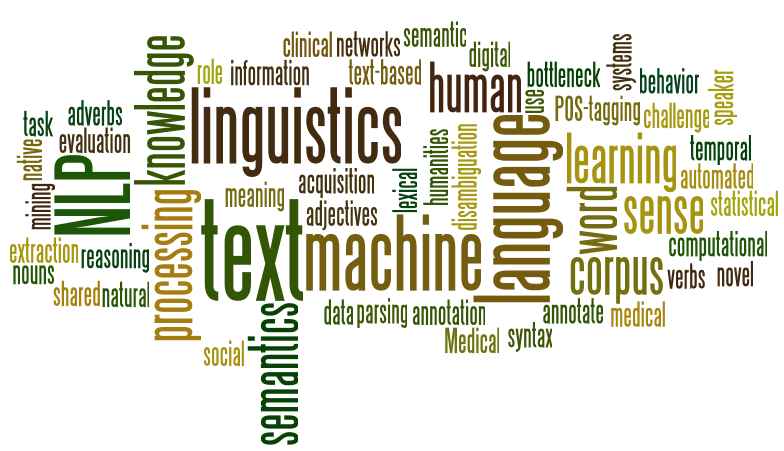 clinical
networks
semantic
digital
systems
knowledge
role
information
text-based
human
use
bottleneck
behavior
speaker
POS-tagging
challenge
task
adverbs
evaluation
native
linguistics
NLP
mining
processing
meaning
acquisition
adjectives
lexical
humanities
disambiguation
language
learning
temporal
automated
statistical
word
sense
computational
text
machine
corpus
verbs
novel
extraction
nouns
reasoning
shared
natural
data
parsing
annotation
Medical
syntax
annotate
medical
social
semantics